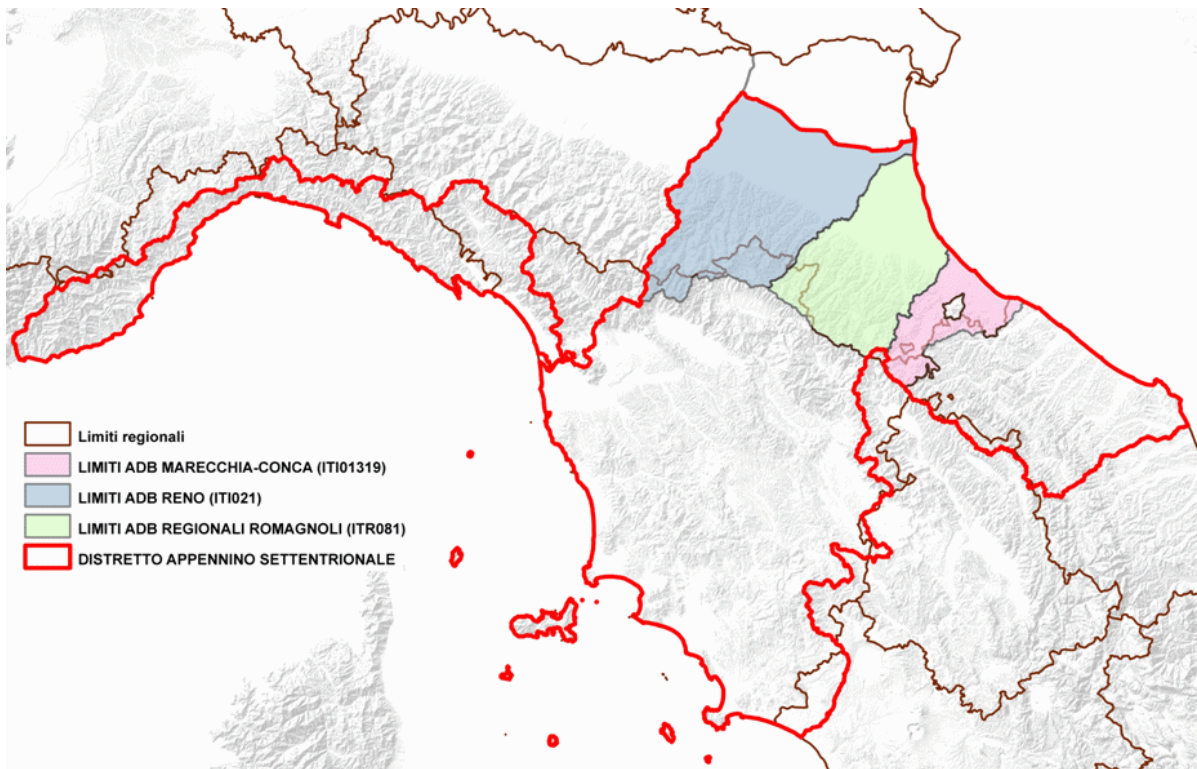 Limiti regionali
LIMITI ADB MARECCHIA-CONCA (ITI01319)
LIMITI ADB RENO (ITI021)
LIMITI ADB REGIONALI ROMAGNOLI (ITR081)
DISTRETTO APPENNINO SETTENTRIONALE